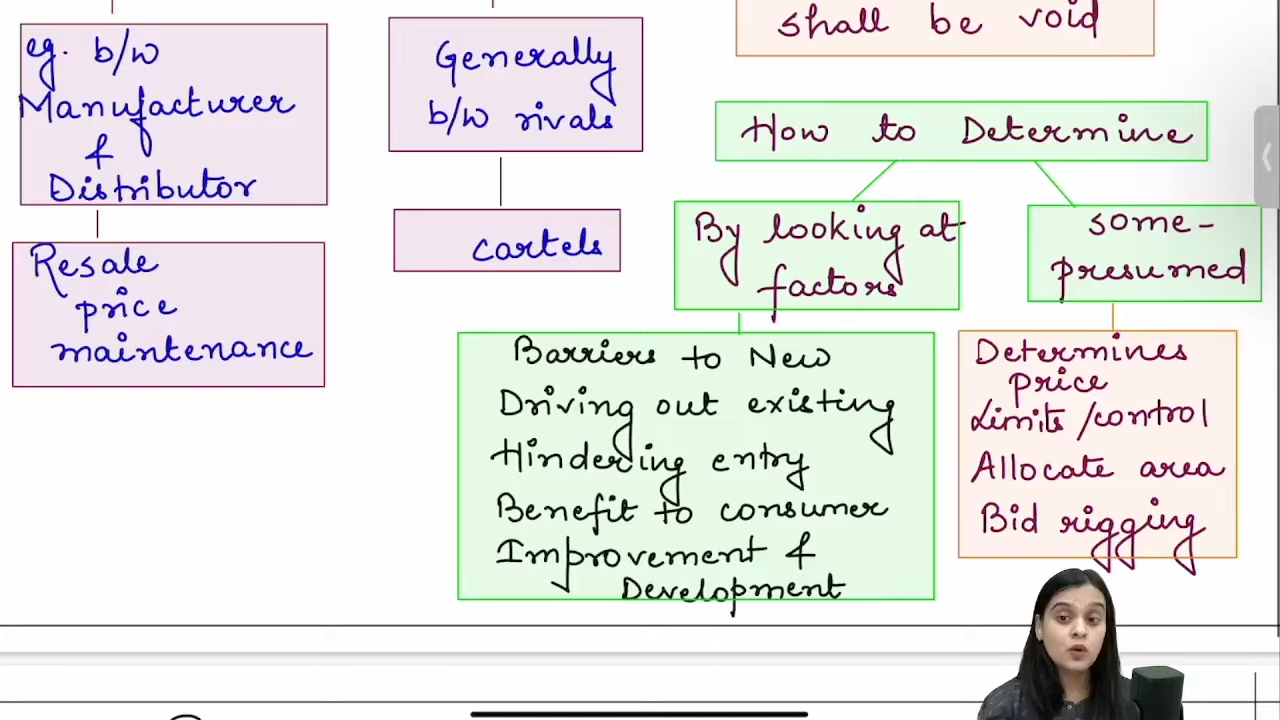 eg. b/w
Manufacturer
&
Distributor
Resale
price
maintenance
Generally
b/w rivals
cartels
shall be void
How to Determine
By looking at
factors
Barriers to New
Driving out existing
Hindering entry
Benefit to consumer
Improvement &
Development
some-
presumed
Determines
price
Limits/control
Allocate area
Bid rigging